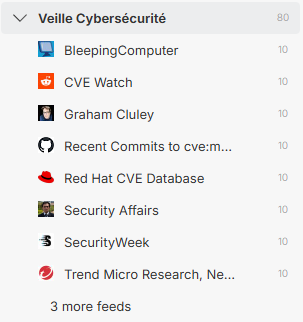 Veille Cybersécurité 80
BleepingComputer 10
CVE Watch 10
Graham Cluley 10
Recent Commits to cve:m... 10
Red Hat CVE Database 10
Security Affairs 10
SecurityWeek 10
Trend Micro Research, Ne... 10
3 more feeds